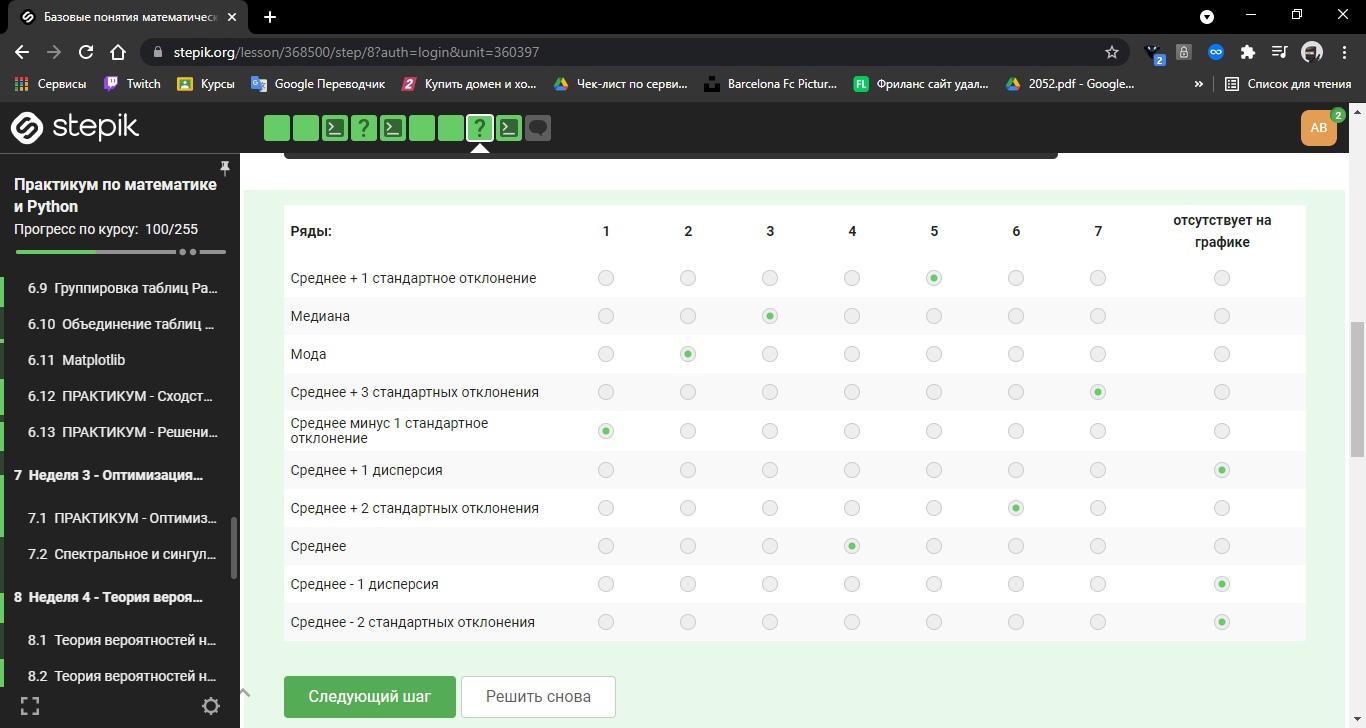 Базовые понятия математическ
stepik.org/lesson/368500/step/8?auth=login&unit=360397
2
Сервисы
Twitch
Курсы
Google Переводчик
Купить домен и хо...
Чек-лист по серви...
Barcelona Fc Pictur...
FL Фриланс сайт удал...
2052.pdf - Google...
»
Список для чтения
stepik
АВ
2
Практикум по математике
и Python
Прогресс по курсу: 100/255
6.9 Группировка таблиц Pa...
6.10 Объединение таблиц ...
6.11 Matplotlib
6.12 ПРАКТИКУМ - Сходст...
6.13 ПРАКТИКУМ - Решени...
7 Неделя 3 - Оптимизация...
7.1 ПРАКТИКУМ - Оптимиз...
7.2 Спектральное и сингул...
8 Неделя 4 - Теория вероя...
8.1 Теория вероятностей н...
8.2 Теория вероятностей н...
Ряды: 1 2 3 4 5 6 7 отсутствует на
графике
Среднее + 1 стандартное отклонение
Медиана
Мода
Среднее + 3 стандартных отклонения
Среднее минус 1 стандартное
отклонение
Среднее + 1 дисперсия
Среднее + 2 стандартных отклонения
Среднее
Среднее - 1 дисперсия
Среднее - 2 стандартных отклонения
Следующий шаг
Решить снова